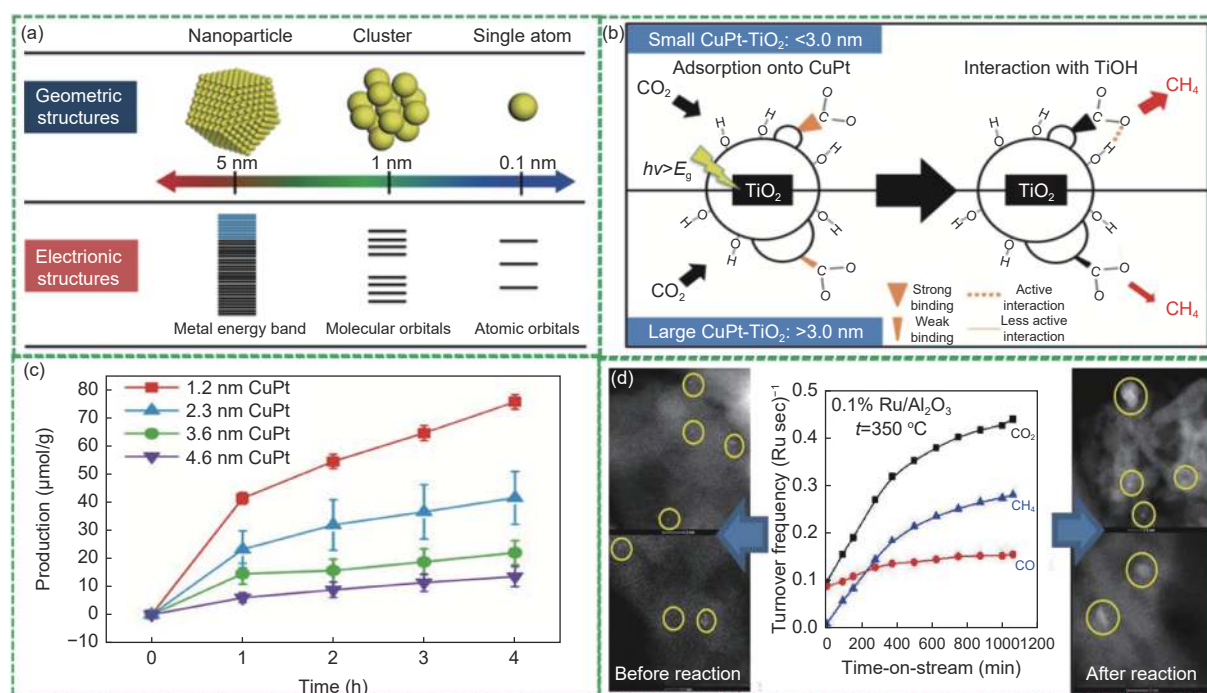 (a)
Nanoparticle
Cluster
Single atom
Geometric
structures
5 nm
1 nm
0.1 nm
Electrionic
structures
Metal energy band
Molecular orbitals
Atomic orbitals
(b)
Small CuPt-TiO2: <3.0 nm
Adsorption onto CuPt
Interaction with TiOH
CO2
CH4
H
O
H
O
C
O
O
H
O
hv>Eg
TiO2
H
O
H
O
H
O
C
O
O
CO2
H
O
H
O
C
O
O
H
O
TiO2
H
O
H
O
H
O
C
O
O
CH4
Strong
binding
Active
interaction
Weak
binding
Less active
interaction
Large CuPt-TiO2: >3.0 nm
(c)
Production (μmol/g)
80
70
60
50
40
30
20
10
0
−10
1.2 nm CuPt
2.3 nm CuPt
3.6 nm CuPt
4.6 nm CuPt
0 1 2 3 4
Time (h)
(d)
Before reaction
Turnover frequency (Ru sec)−1
0.5
0.4
0.3
0.2
0.1
0.0
0.1% Ru/Al2O3
t=350 °C
CO2
CH4
CO
0 200 400 600 800 1000 1200
Time-on-stream (min)
After reaction